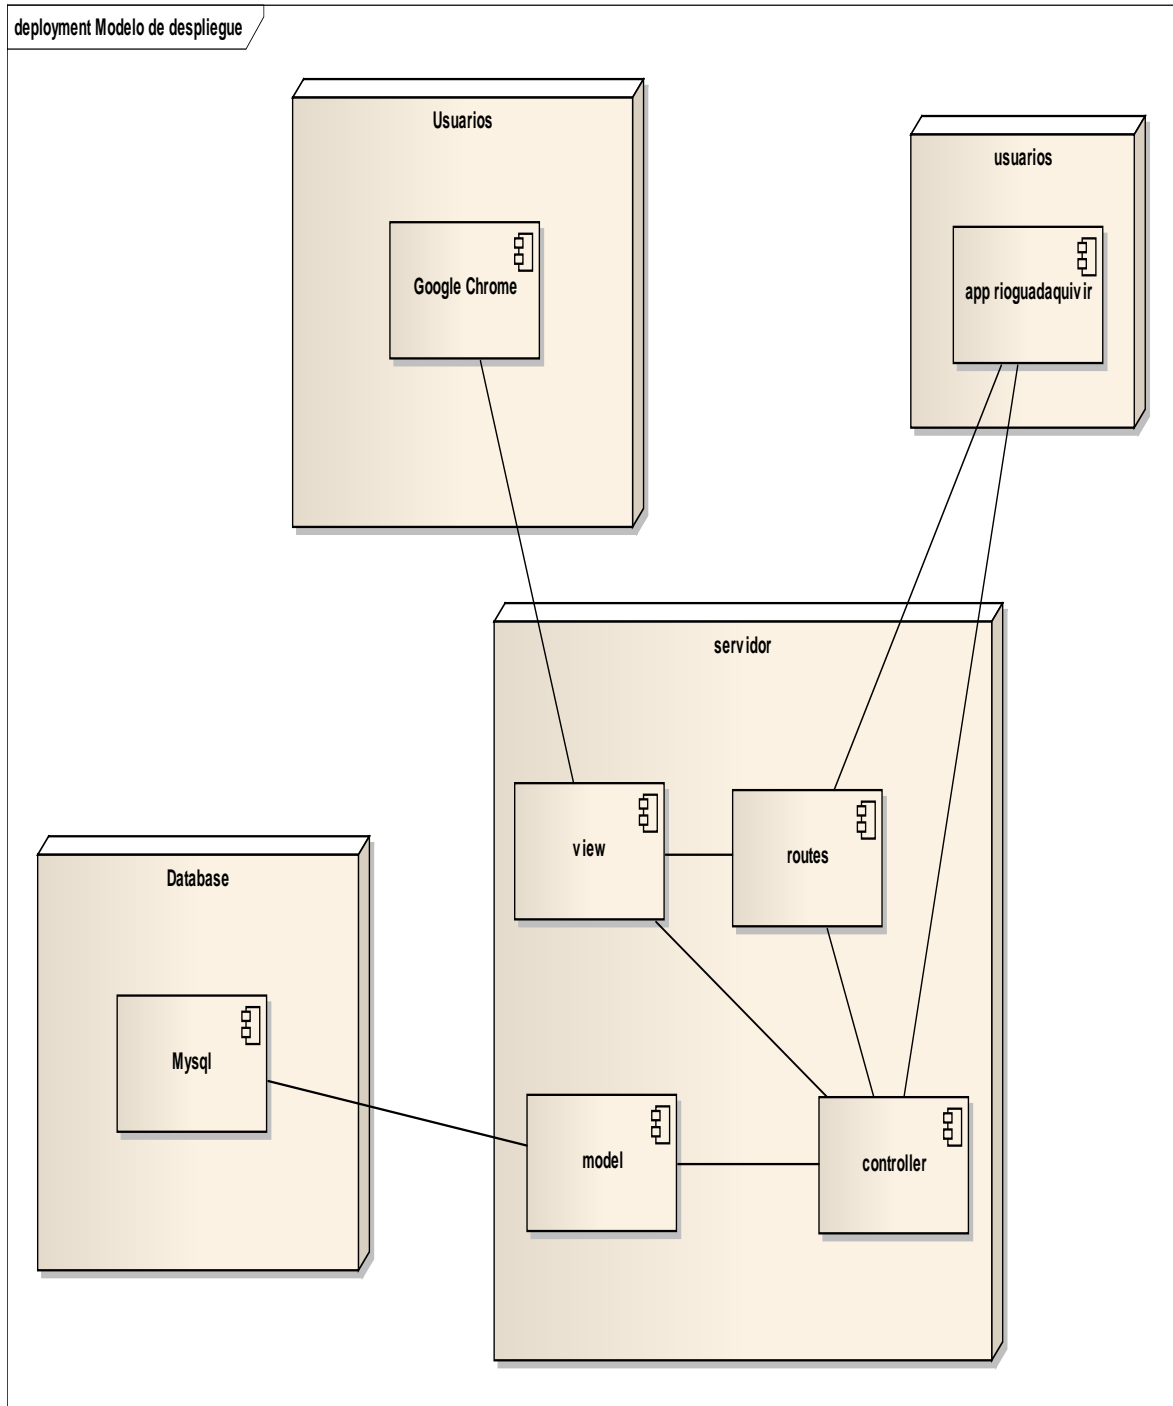 deployment Modelo de despliegue
Usuarios
usuarios
Google Chrome
app rioguadaquivir
servidor
view
routes
Database
Mysql
model
controller